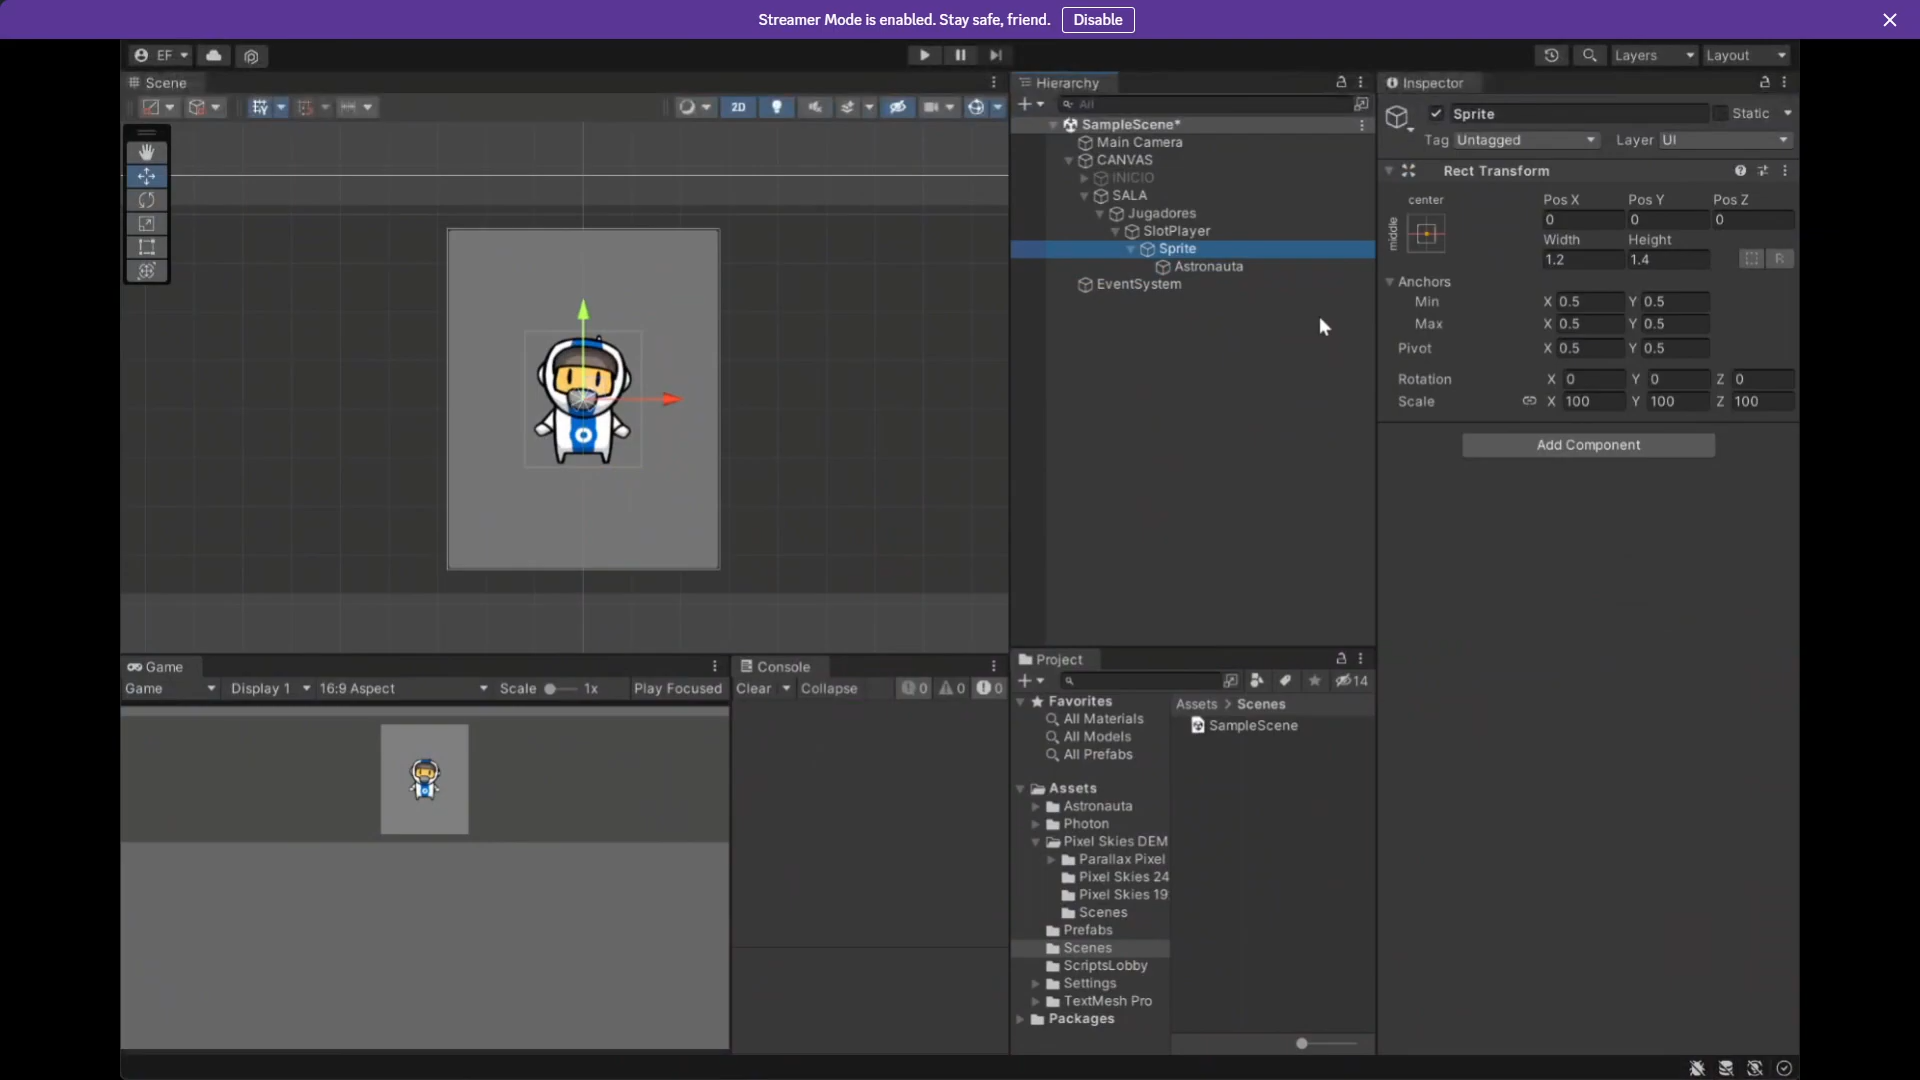 Streamer Mode is enabled. Stay safe, friend. Disable
EF
Layers
Layout
Scene
2D
Hierarchy
All
SampleScene*
Main Camera
CANVAS
INICIO
SALA
Jugadores
SlotPlayer
Sprite
Astronauta
EventSystem
Inspector
Sprite
Static
Tag Untagged Layer UI
Rect Transform
center
middle
Pos X Pos Y Pos Z
0 0 0
Width Height
1.2 1.4
R
Anchors
Min X 0.5 Y 0.5
Max X 0.5 Y 0.5
Pivot X 0.5 Y 0.5
Rotation X 0 Y 0 Z 0
Scale X 100 Y 100 Z 100
Add Component
Game
Game Display 1 16:9 Aspect Scale 1x Play Focused
Console
Clear Collapse 0 0 0
Project
14
Favorites
All Materials
All Models
All Prefabs
Assets
Astronauta
Photon
Pixel Skies DEM
Parallax Pixel
Pixel Skies 24
Pixel Skies 19
Scenes
Prefabs
Scenes
ScriptsLobby
Settings
TextMesh Pro
Packages
Assets > Scenes
SampleScene